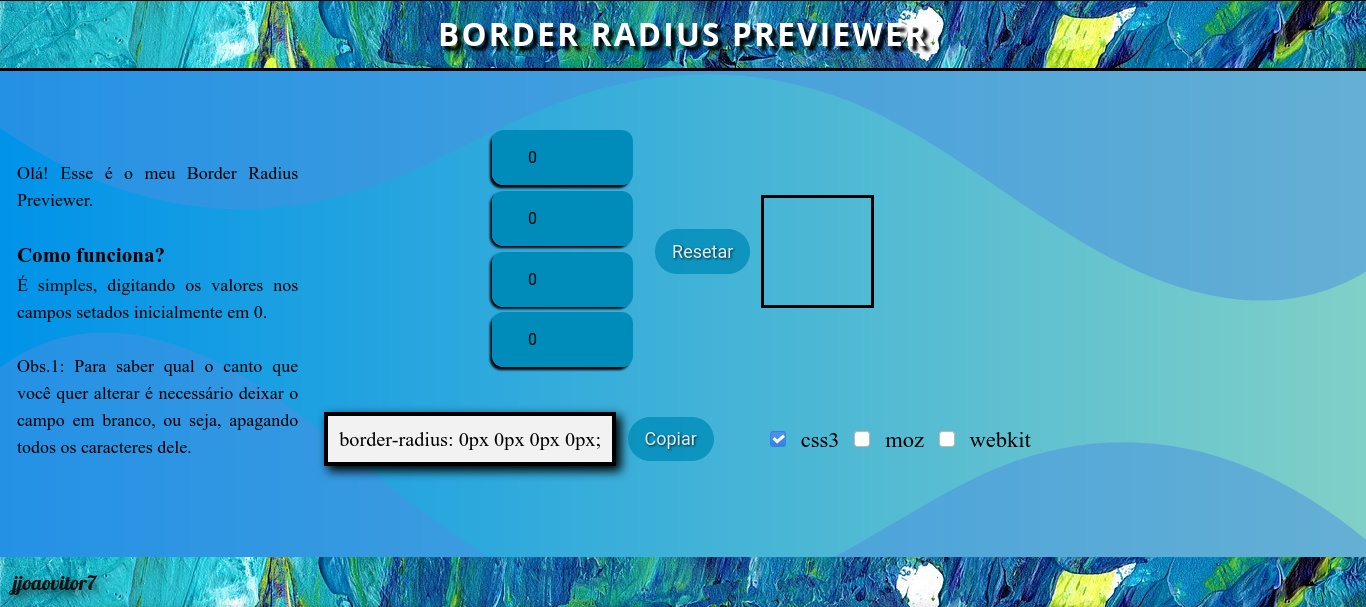 BORDER RADIUS PREVIEWER
Olá! Esse é o meu Border Radius
Previewer.
Como funciona?
É simples, digitando os valores nos
campos setados inicialmente em 0.
Obs.1: Para saber qual o canto que
você quer alterar é necessário deixar o
campo em branco, ou seja, apagando
todos os caracteres dele.
0
0
0
0
Resetar
border-radius: 0px 0px 0px 0px;
Copiar
css3
moz
webkit
jjoaovitor7